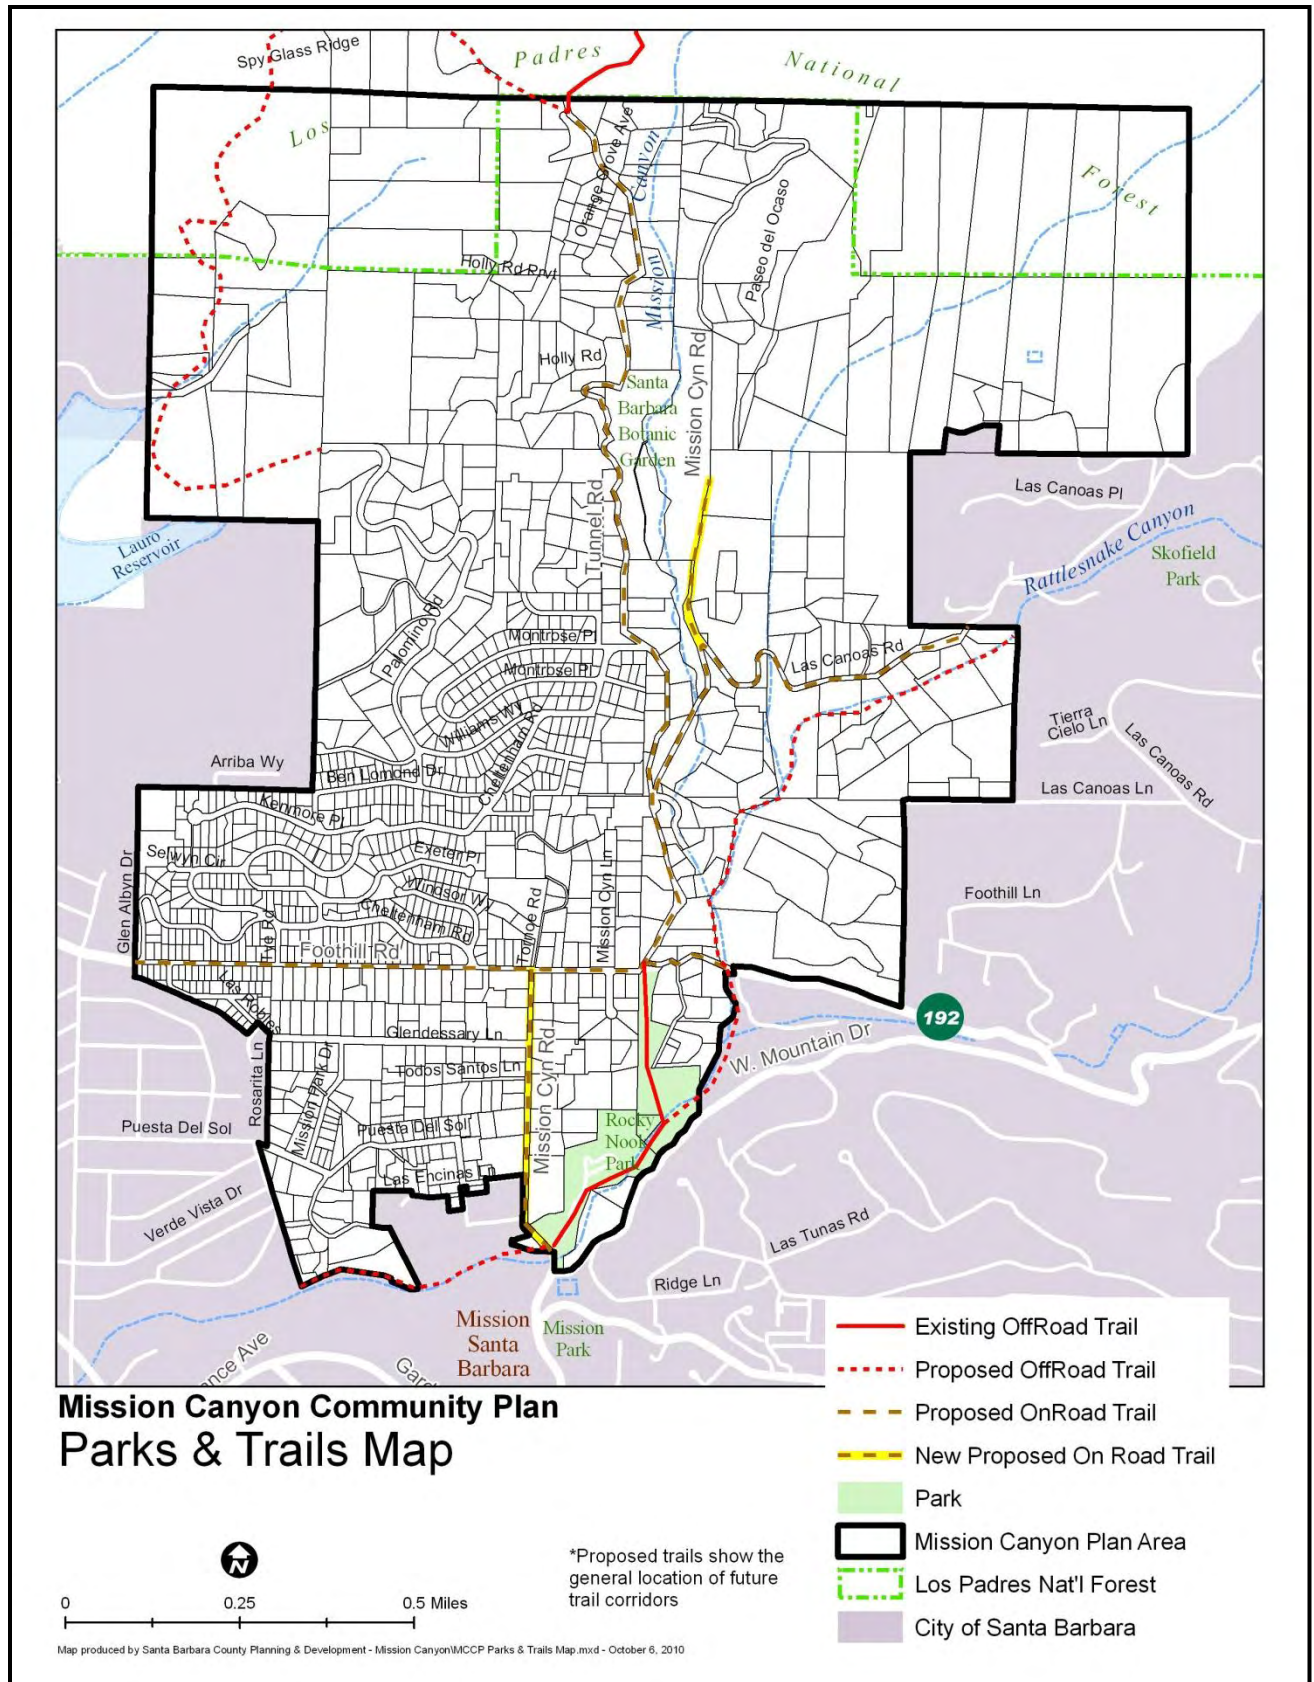 Spy Glass Ridge
Padres
National
Los
Forest
Orange Grove Ave
Canyon
Mission
Paseo del Ocaso
Holly Rd Prvt
Holly Rd
Mission Cyn Rd
Santa
Barbara
Botanic
Garden
Tunnel Rd
Las Canoas Pl
Rattlesnake Canyon
Skofield
Park
Lauro
Reservoir
Palomino Rd
Montrose Pl
Montrose Pl
Las Canoas Rd
Williams Wy
Cheltenham Rd
Tierra
Cielo Ln
Las Canoas Rd
Arriba Wy
Ben Lomond Dr
Las Canoas Ln
Kenmore Pl
Selwyn Cir
Exeter Pl
Windsor Wy
Cheltenham Rd
Glen Albyn Dr
Tye Rd
Foothill Rd
Tornoe Rd
Mission Cyn Ln
Foothill Ln
Las Robles
192
Glendessary Ln
W. Mountain Dr
Todos Santos Ln
Mission Cyn Rd
Rosarita Ln
Mission Park Dr
Puesta Del Sol
Puesta Del Sol
Rocky
Nook
Park
Las Encinas Ln
Verde Vista Dr
Las Tunas Rd
Ridge Ln
Mission
Santa
Barbara
Mission
Park
ance Ave
Gard
Existing OffRoad Trail
Proposed OffRoad Trail
Proposed OnRoad Trail
New Proposed On Road Trail
Park
Mission Canyon Plan Area
Los Padres Nat'l Forest
City of Santa Barbara
Mission Canyon Community Plan
Parks & Trails Map
N
0 0.25 0.5 Miles
*Proposed trails show the
general location of future
trail corridors
Map produced by Santa Barbara County Planning & Development - Mission Canyon\MCCP Parks & Trails Map.mxd - October 6, 2010